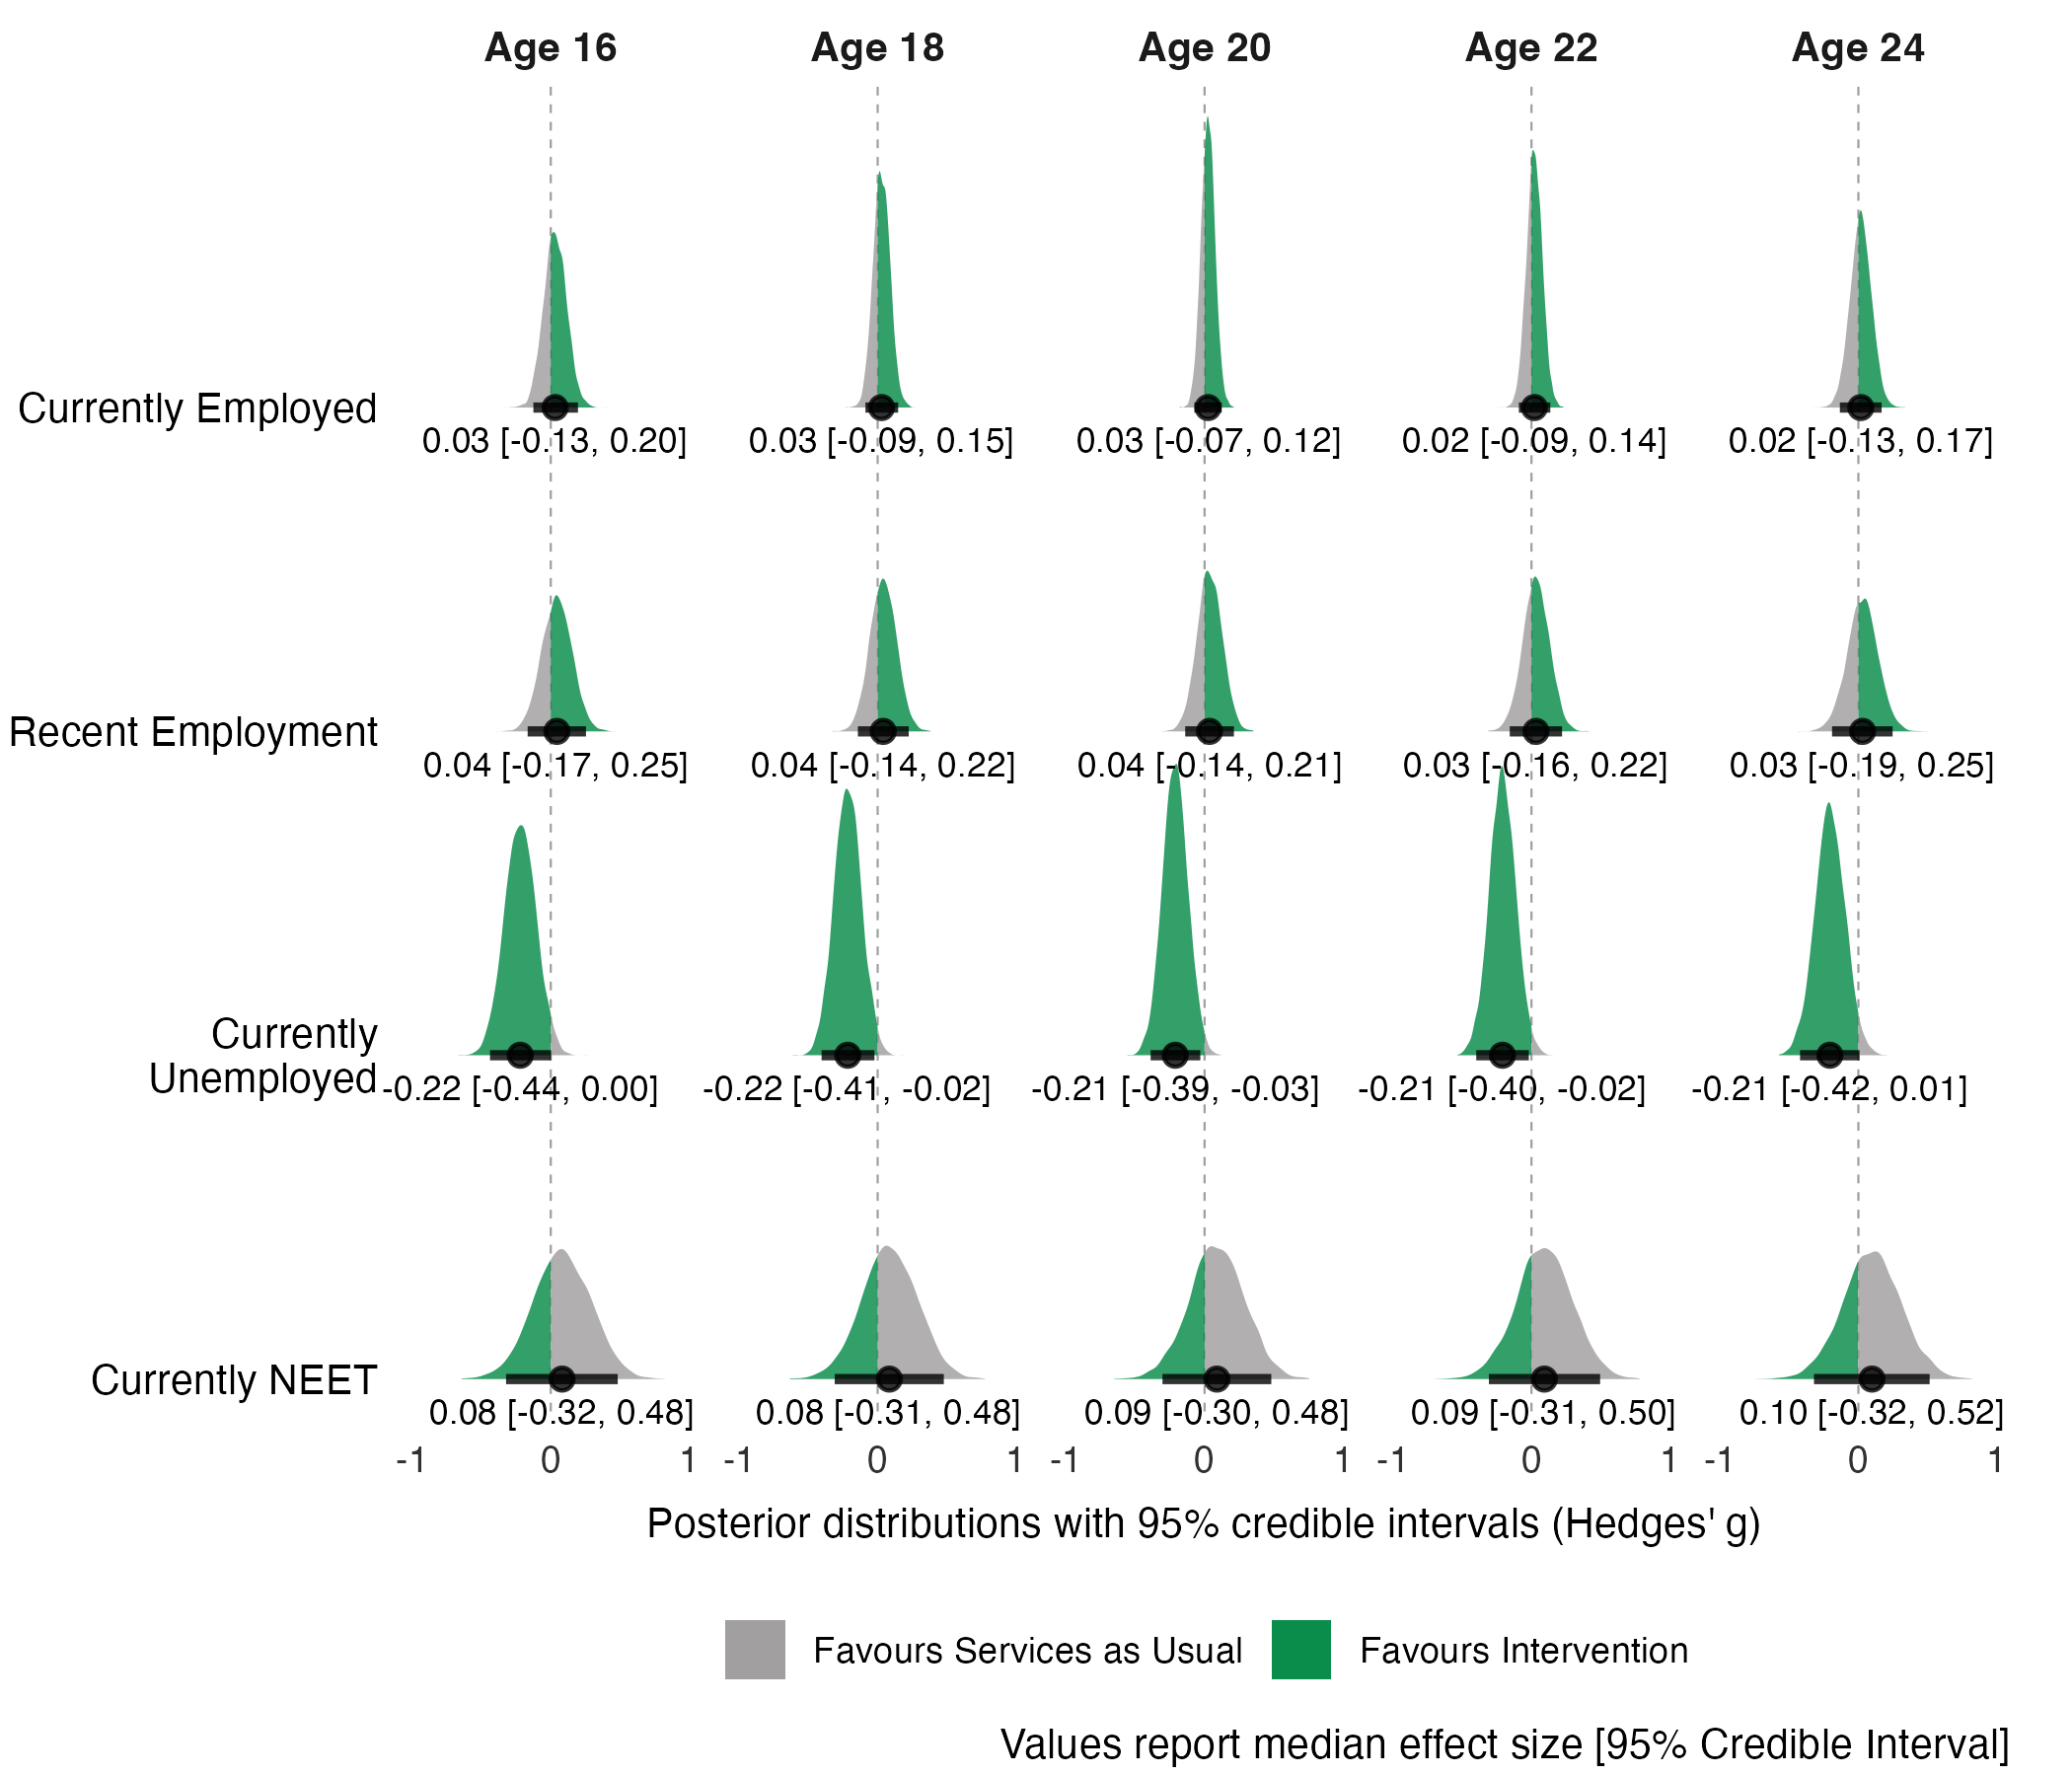 Age 16 Age 18 Age 20 Age 22 Age 24
Currently Employed
0.03 [-0.13, 0.20] 0.03 [-0.09, 0.15] 0.03 [-0.07, 0.12] 0.02 [-0.09, 0.14] 0.02 [-0.13, 0.17]
Recent Employment
0.04 [-0.17, 0.25] 0.04 [-0.14, 0.22] 0.04 [-0.14, 0.21] 0.03 [-0.16, 0.22] 0.03 [-0.19, 0.25]
Currently
Unemployed
-0.22 [-0.44, 0.00] -0.22 [-0.41, -0.02] -0.21 [-0.39, -0.03] -0.21 [-0.40, -0.02] -0.21 [-0.42, 0.01]
Currently NEET
0.08 [-0.32, 0.48] 0.08 [-0.31, 0.48] 0.09 [-0.30, 0.48] 0.09 [-0.31, 0.50] 0.10 [-0.32, 0.52]
-1 0 1 -1 0 1 -1 0 1 -1 0 1 -1 0 1
Posterior distributions with 95% credible intervals (Hedges' g)
Favours Services as Usual Favours Intervention
Values report median effect size [95% Credible Interval]